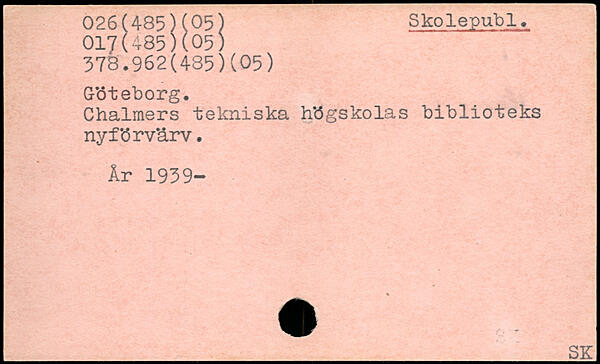 026(485)(05) Skolepubl.
017(485)(05)
378.962(485)(05)
Göteborg.
Chalmers tekniska högskolas biblioteks
nyförvärv.
År 1939-
SK